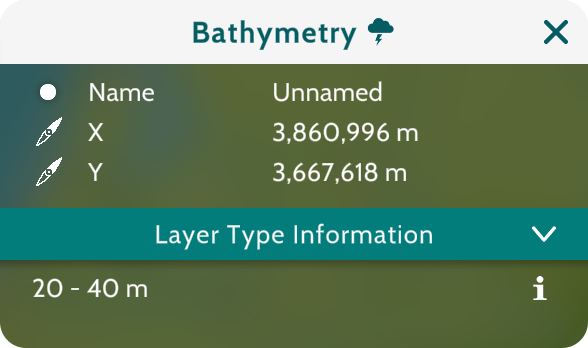 Bathymetry
Name Unnamed
X 3,860,996 m
Y 3,667,618 m
Layer Type Information
20 - 40 m